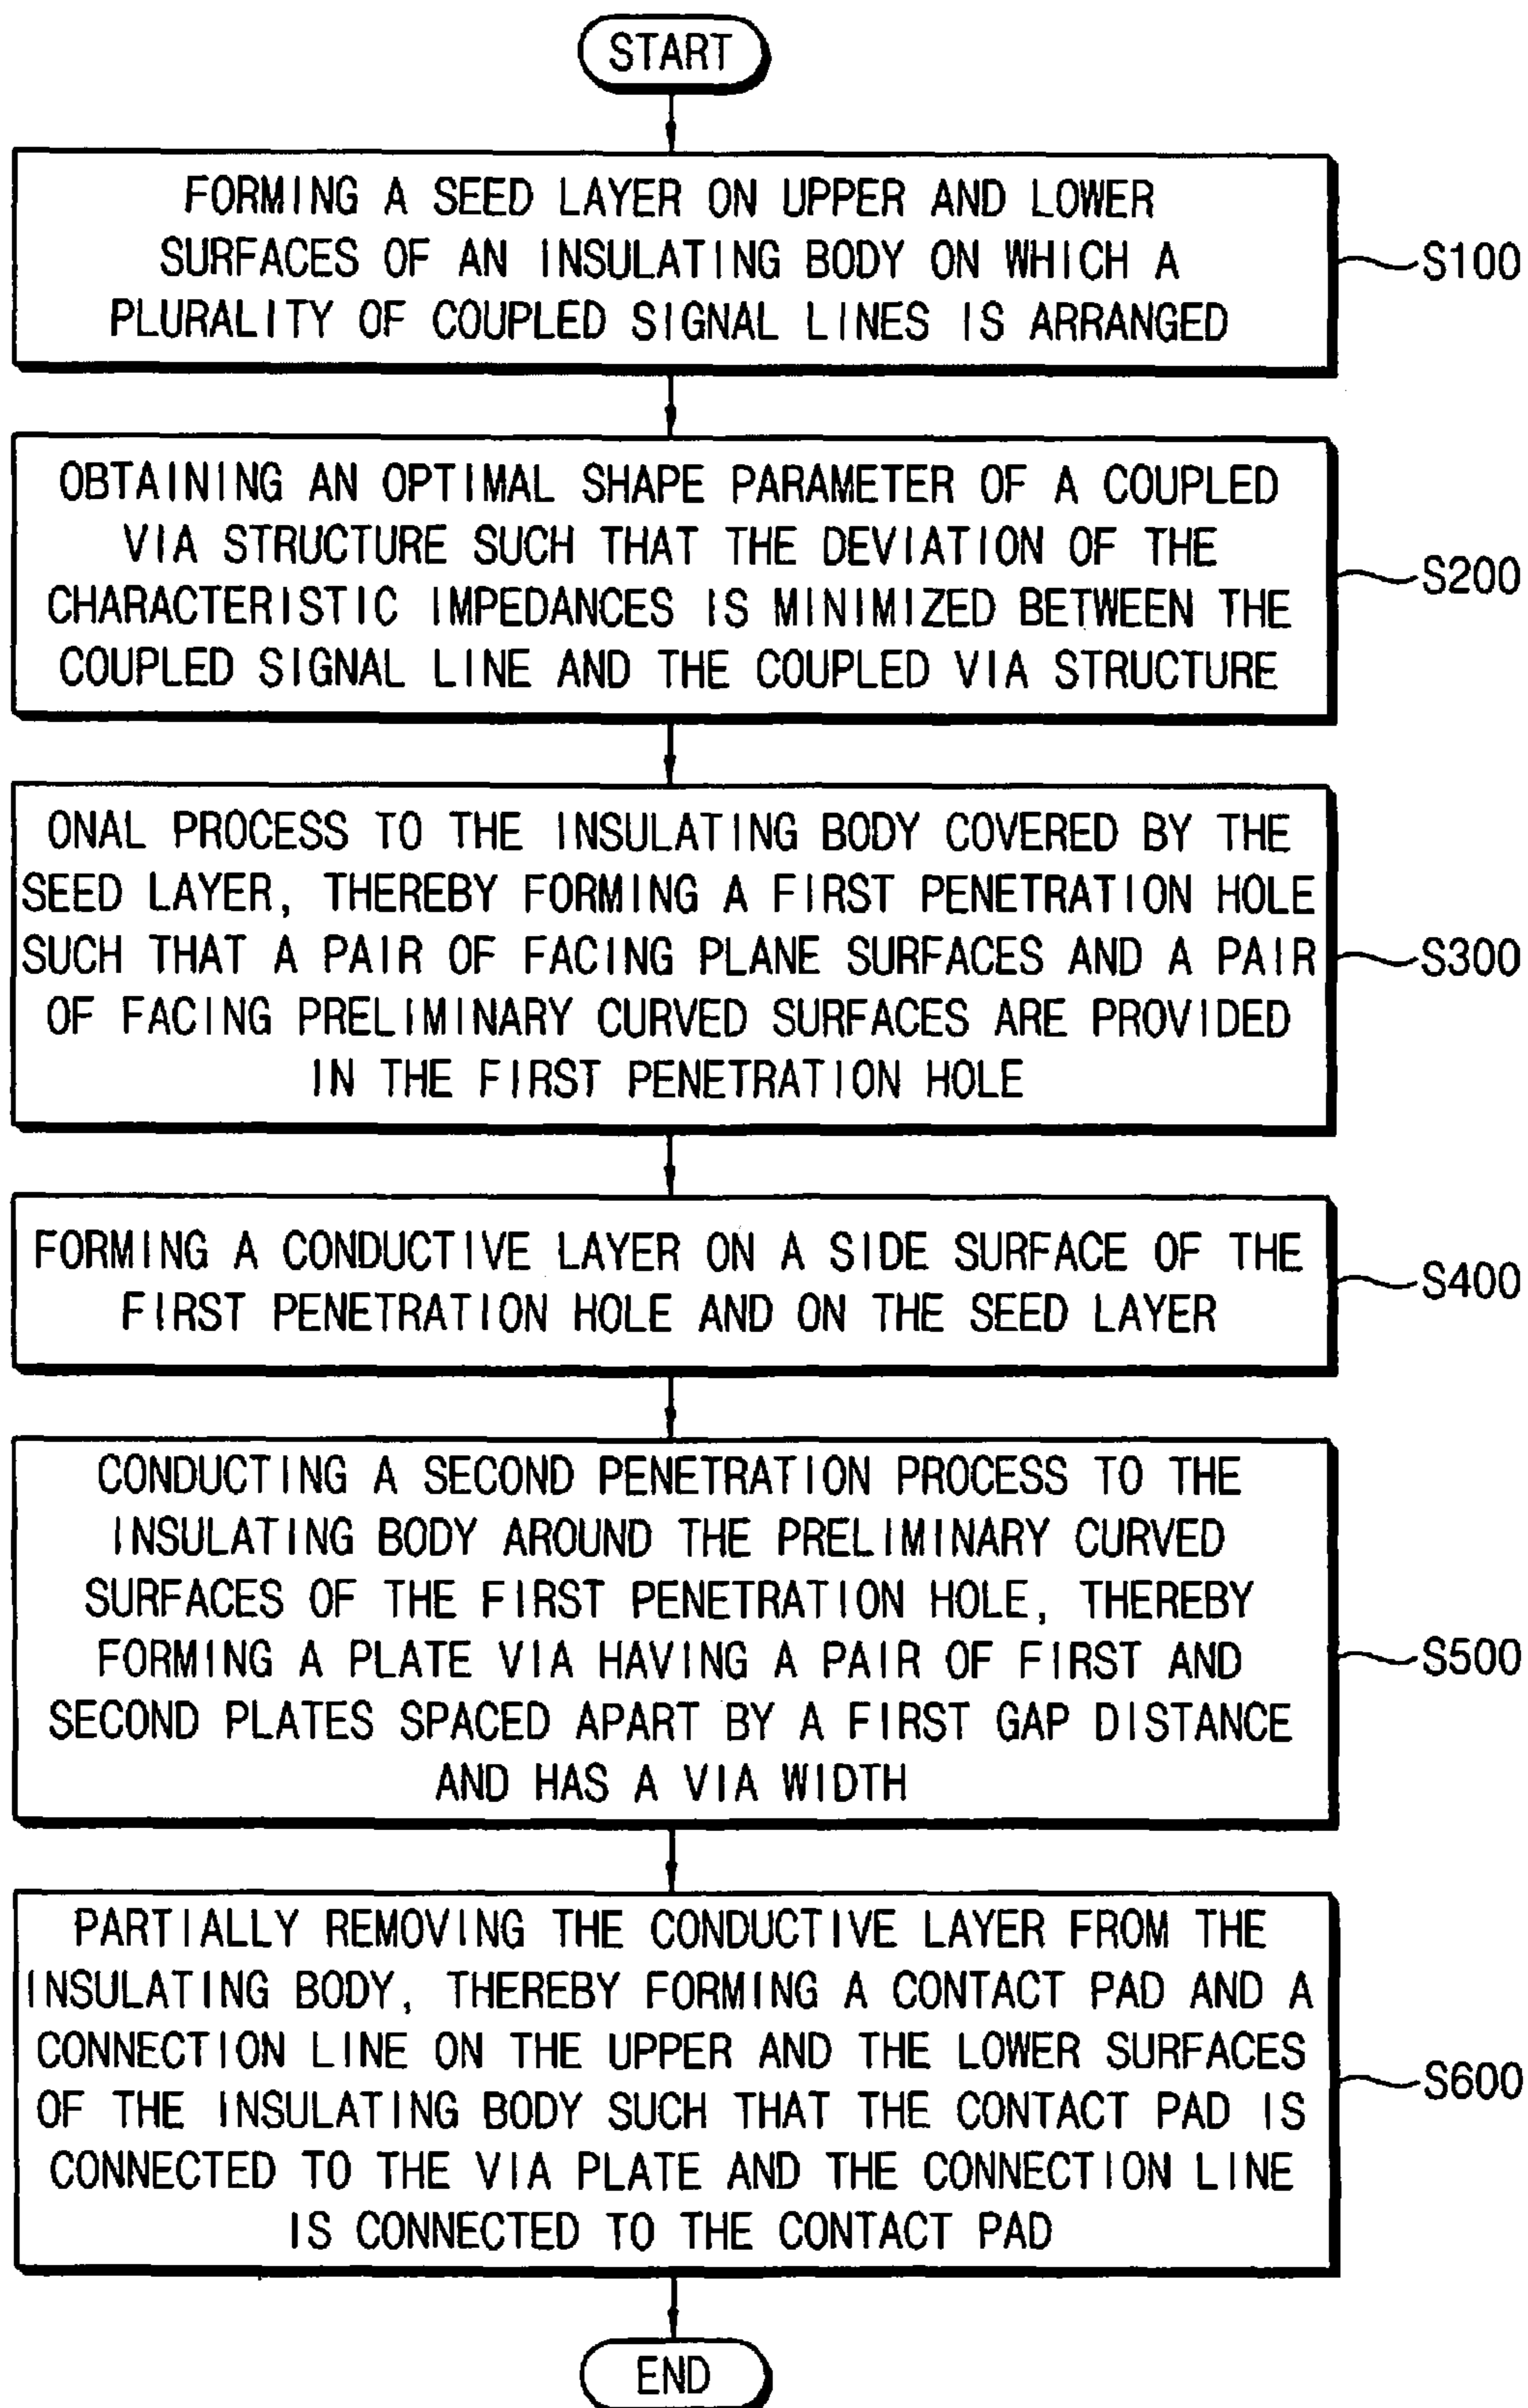 START
FORMING A SEED LAYER ON UPPER AND LOWER
SURFACES OF AN INSULATING BODY ON WHICH A
PLURALITY OF COUPLED SIGNAL LINES IS ARRANGED
S100
OBTAINING AN OPTIMAL SHAPE PARAMETER OF A COUPLED
VIA STRUCTURE SUCH THAT THE DEVIATION OF THE
CHARACTERISTIC IMPEDANCES IS MINIMIZED BETWEEN THE
COUPLED SIGNAL LINE AND THE COUPLED VIA STRUCTURE
S200
ONAL PROCESS TO THE INSULATING BODY COVERED BY THE
SEED LAYER, THEREBY FORMING A FIRST PENETRATION HOLE
SUCH THAT A PAIR OF FACING PLANE SURFACES AND A PAIR
OF FACING PRELIMINARY CURVED SURFACES ARE PROVIDED
IN THE FIRST PENETRATION HOLE
S300
FORMING A CONDUCTIVE LAYER ON A SIDE SURFACE OF THE
FIRST PENETRATION HOLE AND ON THE SEED LAYER
S400
CONDUCTING A SECOND PENETRATION PROCESS TO THE
INSULATING BODY AROUND THE PRELIMINARY CURVED
SURFACES OF THE FIRST PENETRATION HOLE, THEREBY
FORMING A PLATE VIA HAVING A PAIR OF FIRST AND
SECOND PLATES SPACED APART BY A FIRST GAP DISTANCE
AND HAS A VIA WIDTH
S500
PARTIALLY REMOVING THE CONDUCTIVE LAYER FROM THE
INSULATING BODY, THEREBY FORMING A CONTACT PAD AND A
CONNECTION LINE ON THE UPPER AND THE LOWER SURFACES
OF THE INSULATING BODY SUCH THAT THE CONTACT PAD IS
CONNECTED TO THE VIA PLATE AND THE CONNECTION LINE
IS CONNECTED TO THE CONTACT PAD
S600
END